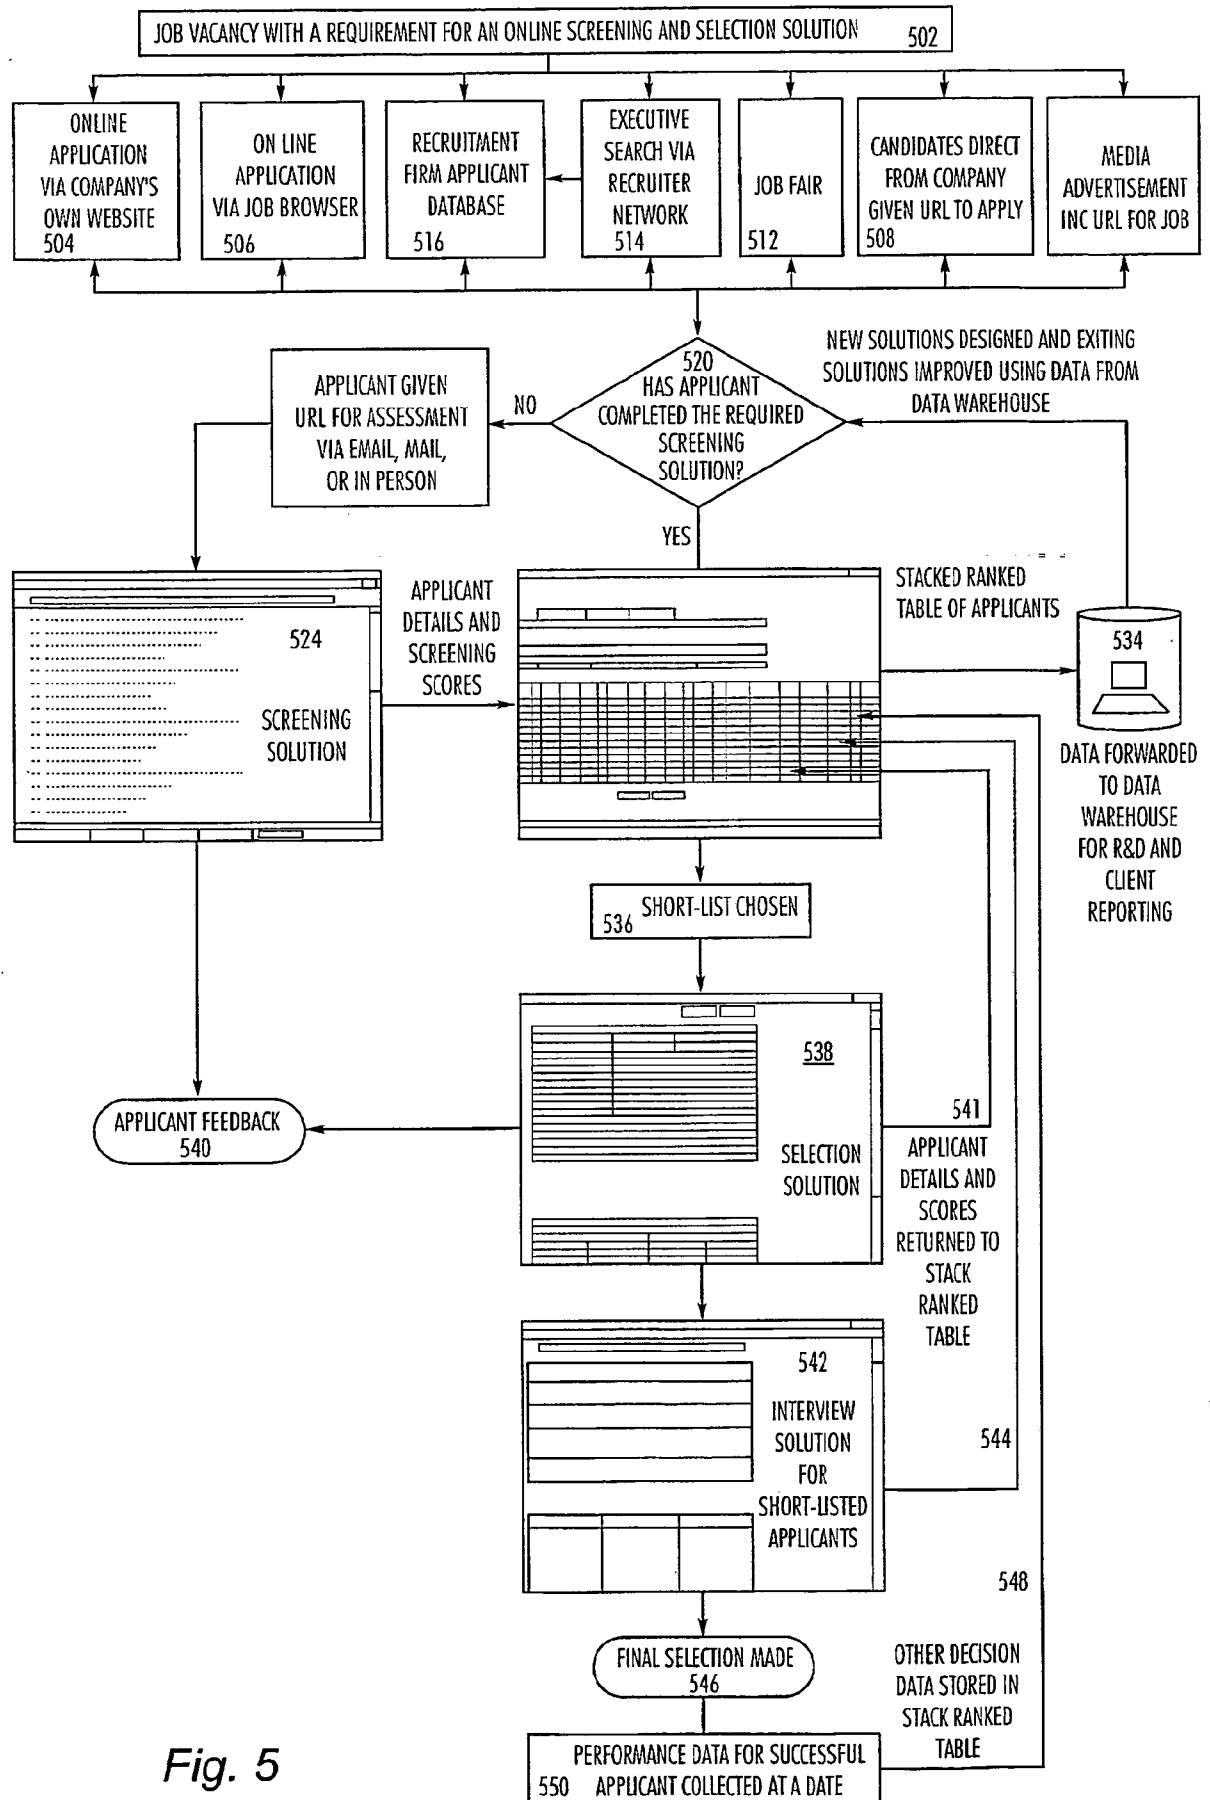 JOB VACANCY WITH A REQUIREMENT FOR AN ONLINE SCREENING AND SELECTION SOLUTION 502
ONLINE
APPLICATION
VIA COMPANY'S
OWN WEBSITE
504
ON LINE
APPLICATION
VIA JOB BROWSER
506
RECRUITMENT
FIRM APPLICANT
DATABASE
516
EXECUTIVE
SEARCH VIA
RECRUITER
NETWORK
514
JOB FAIR
512
CANDIDATES DIRECT
FROM COMPANY
GIVEN URL TO APPLY
508
MEDIA
ADVERTISEMENT
INC URL FOR JOB
520
HAS APPLICANT
COMPLETED THE REQUIRED
SCREENING
SOLUTION?
NO
YES
APPLICANT GIVEN
URL FOR ASSESSMENT
VIA EMAIL, MAIL,
OR IN PERSON
NEW SOLUTIONS DESIGNED AND EXITING
SOLUTIONS IMPROVED USING DATA FROM
DATA WAREHOUSE
524
SCREENING
SOLUTION
APPLICANT
DETAILS AND
SCREENING
SCORES
STACKED RANKED
TABLE OF APPLICANTS
534
DATA FORWARDED
TO DATA
WAREHOUSE
FOR R&D AND
CLIENT
REPORTING
536 SHORT-LIST CHOSEN
538
SELECTION
SOLUTION
APPLICANT FEEDBACK
540
541
APPLICANT
DETAILS AND
SCORES
RETURNED TO
STACK
RANKED
TABLE
542
INTERVIEW
SOLUTION
FOR
SHORT-LISTED
APPLICANTS
544
548
FINAL SELECTION MADE
546
OTHER DECISION
DATA STORED IN
STACK RANKED
TABLE
PERFORMANCE DATA FOR SUCCESSFUL
550 APPLICANT COLLECTED AT A DATE
Fig. 5